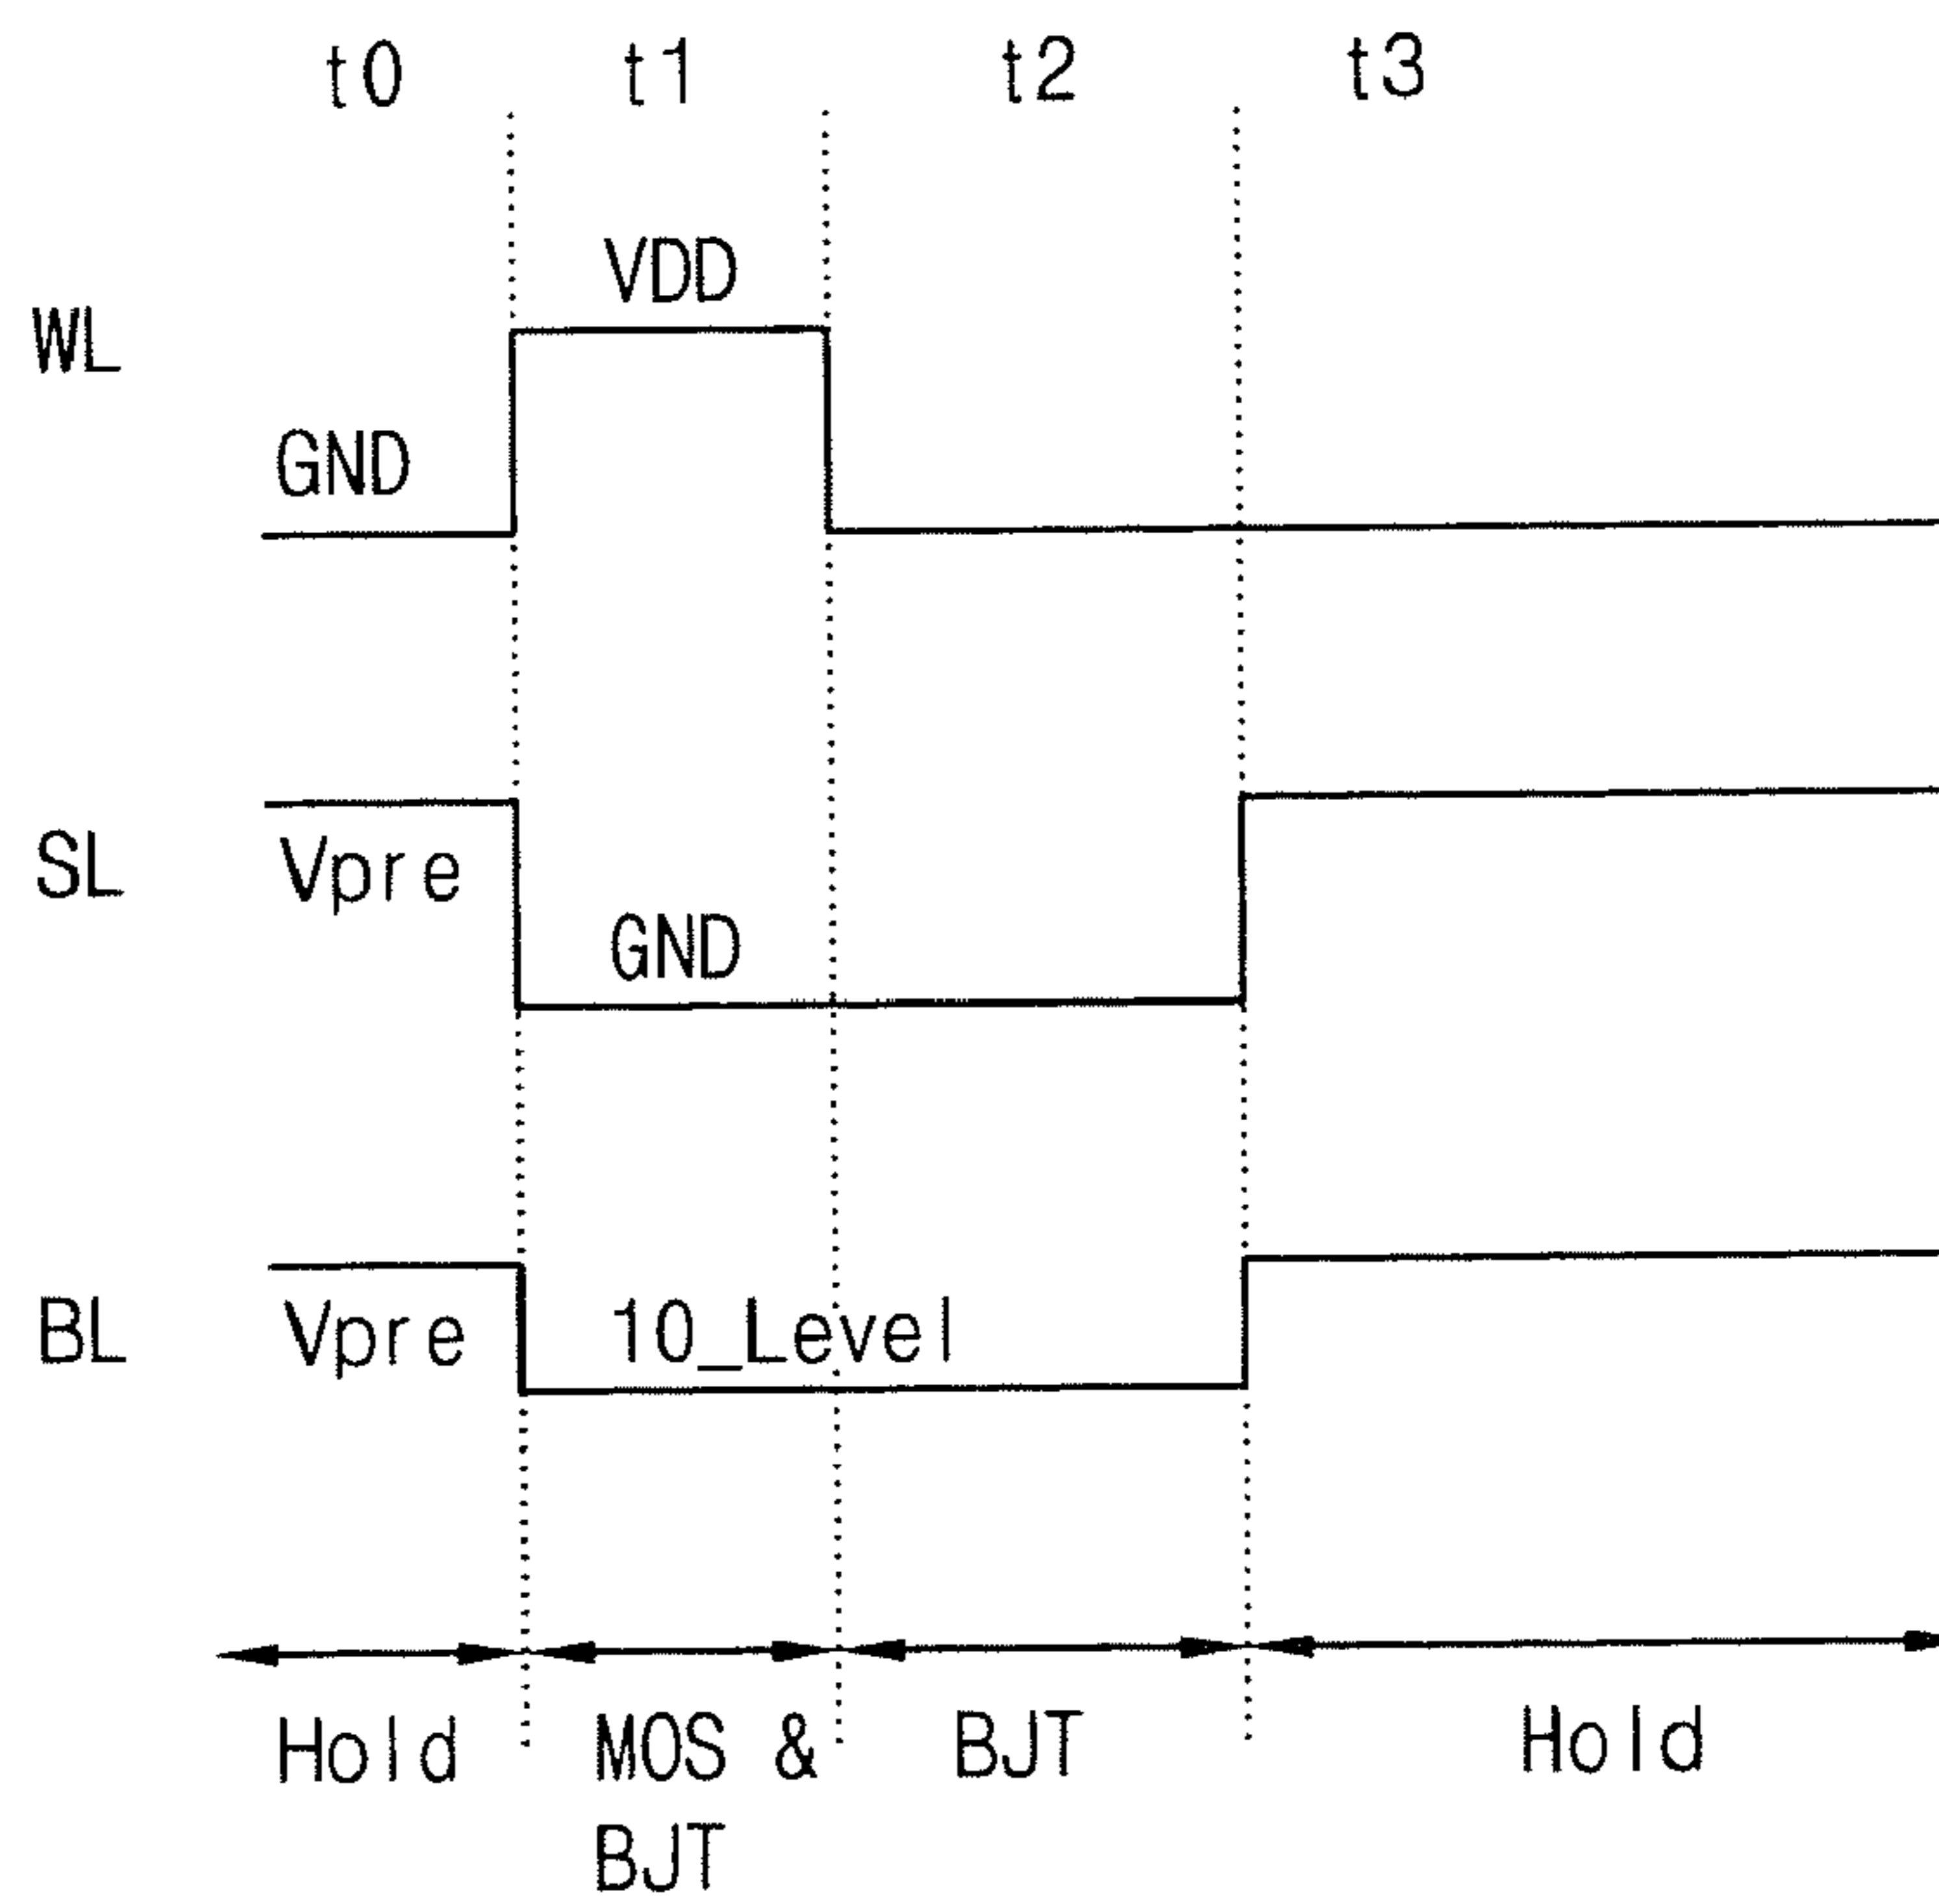 t0 t1 t2 t3
VDD
WL
GND
SL Vpre
GND
BL Vpre 10_Level
Hold MOS & BJT Hold
BJT